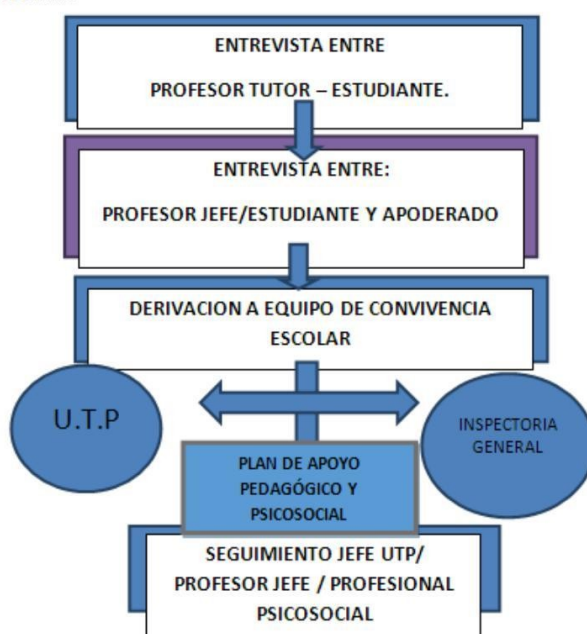 ENTREVISTA ENTRE
PROFESOR TUTOR – ESTUDIANTE.
ENTREVISTA ENTRE:
PROFESOR JEFE/ESTUDIANTE Y APODERADO
DERIVACION A EQUIPO DE CONVIVENCIA
ESCOLAR
U.T.P
INSPECTORIA
GENERAL
PLAN DE APOYO
PEDAGÓGICO Y
PSICOSOCIAL
SEGUIMIENTO JEFE UTP/
PROFESOR JEFE / PROFESIONAL
PSICOSOCIAL